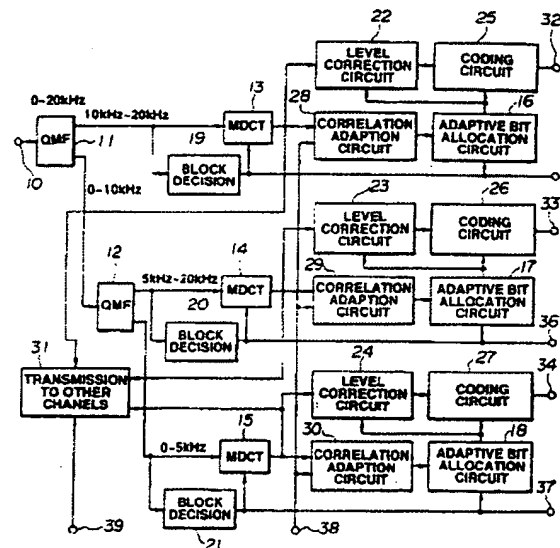 22
LEVEL
CORRECTION
CIRCUIT
25
CODING
CIRCUIT
32
0-20kHz
10kHz-20kHz
13
MDCT
28
CORRELATION
ADAPTION
CIRCUIT
16
ADAPTIVE BIT
ALLOCATION
CIRCUIT
QMF
11
10
19
BLOCK
DECISION
0-10kHz
23
LEVEL
CORRECTION
CIRCUIT
26
CODING
CIRCUIT
33
12
QMF
5kHz-20kHz
14
MDCT
29
CORRELATION
ADAPTION
CIRCUIT
17
ADAPTIVE BIT
ALLOCATION
CIRCUIT
20
BLOCK
DECISION
36
31
TRANSMISSION
TO OTHER
CHANELS
24
LEVEL
CORRECTION
CIRCUIT
27
CODING
CIRCUIT
34
0-5kHz
15
MDCT
30
CORRELATION
ADAPTION
CIRCUIT
18
ADAPTIVE BIT
ALLOCATION
CIRCUIT
BLOCK
DECISION
21
37
39
38